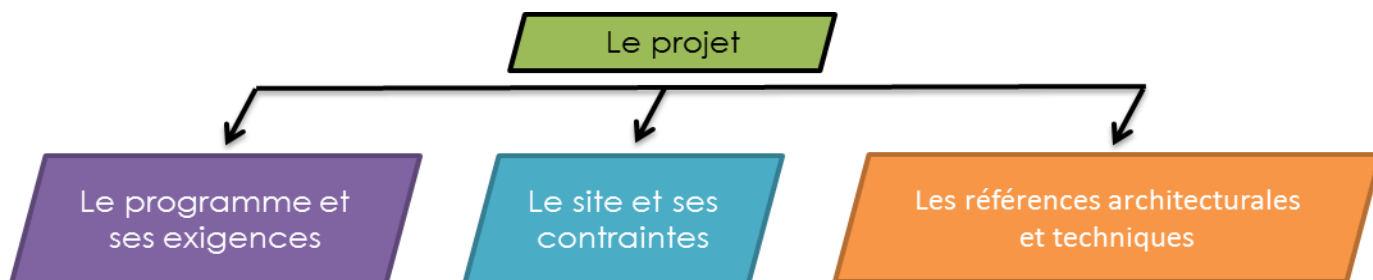 Le projet
Le programme et
ses exigences
Le site et ses
contraintes
Les références architecturales
et techniques